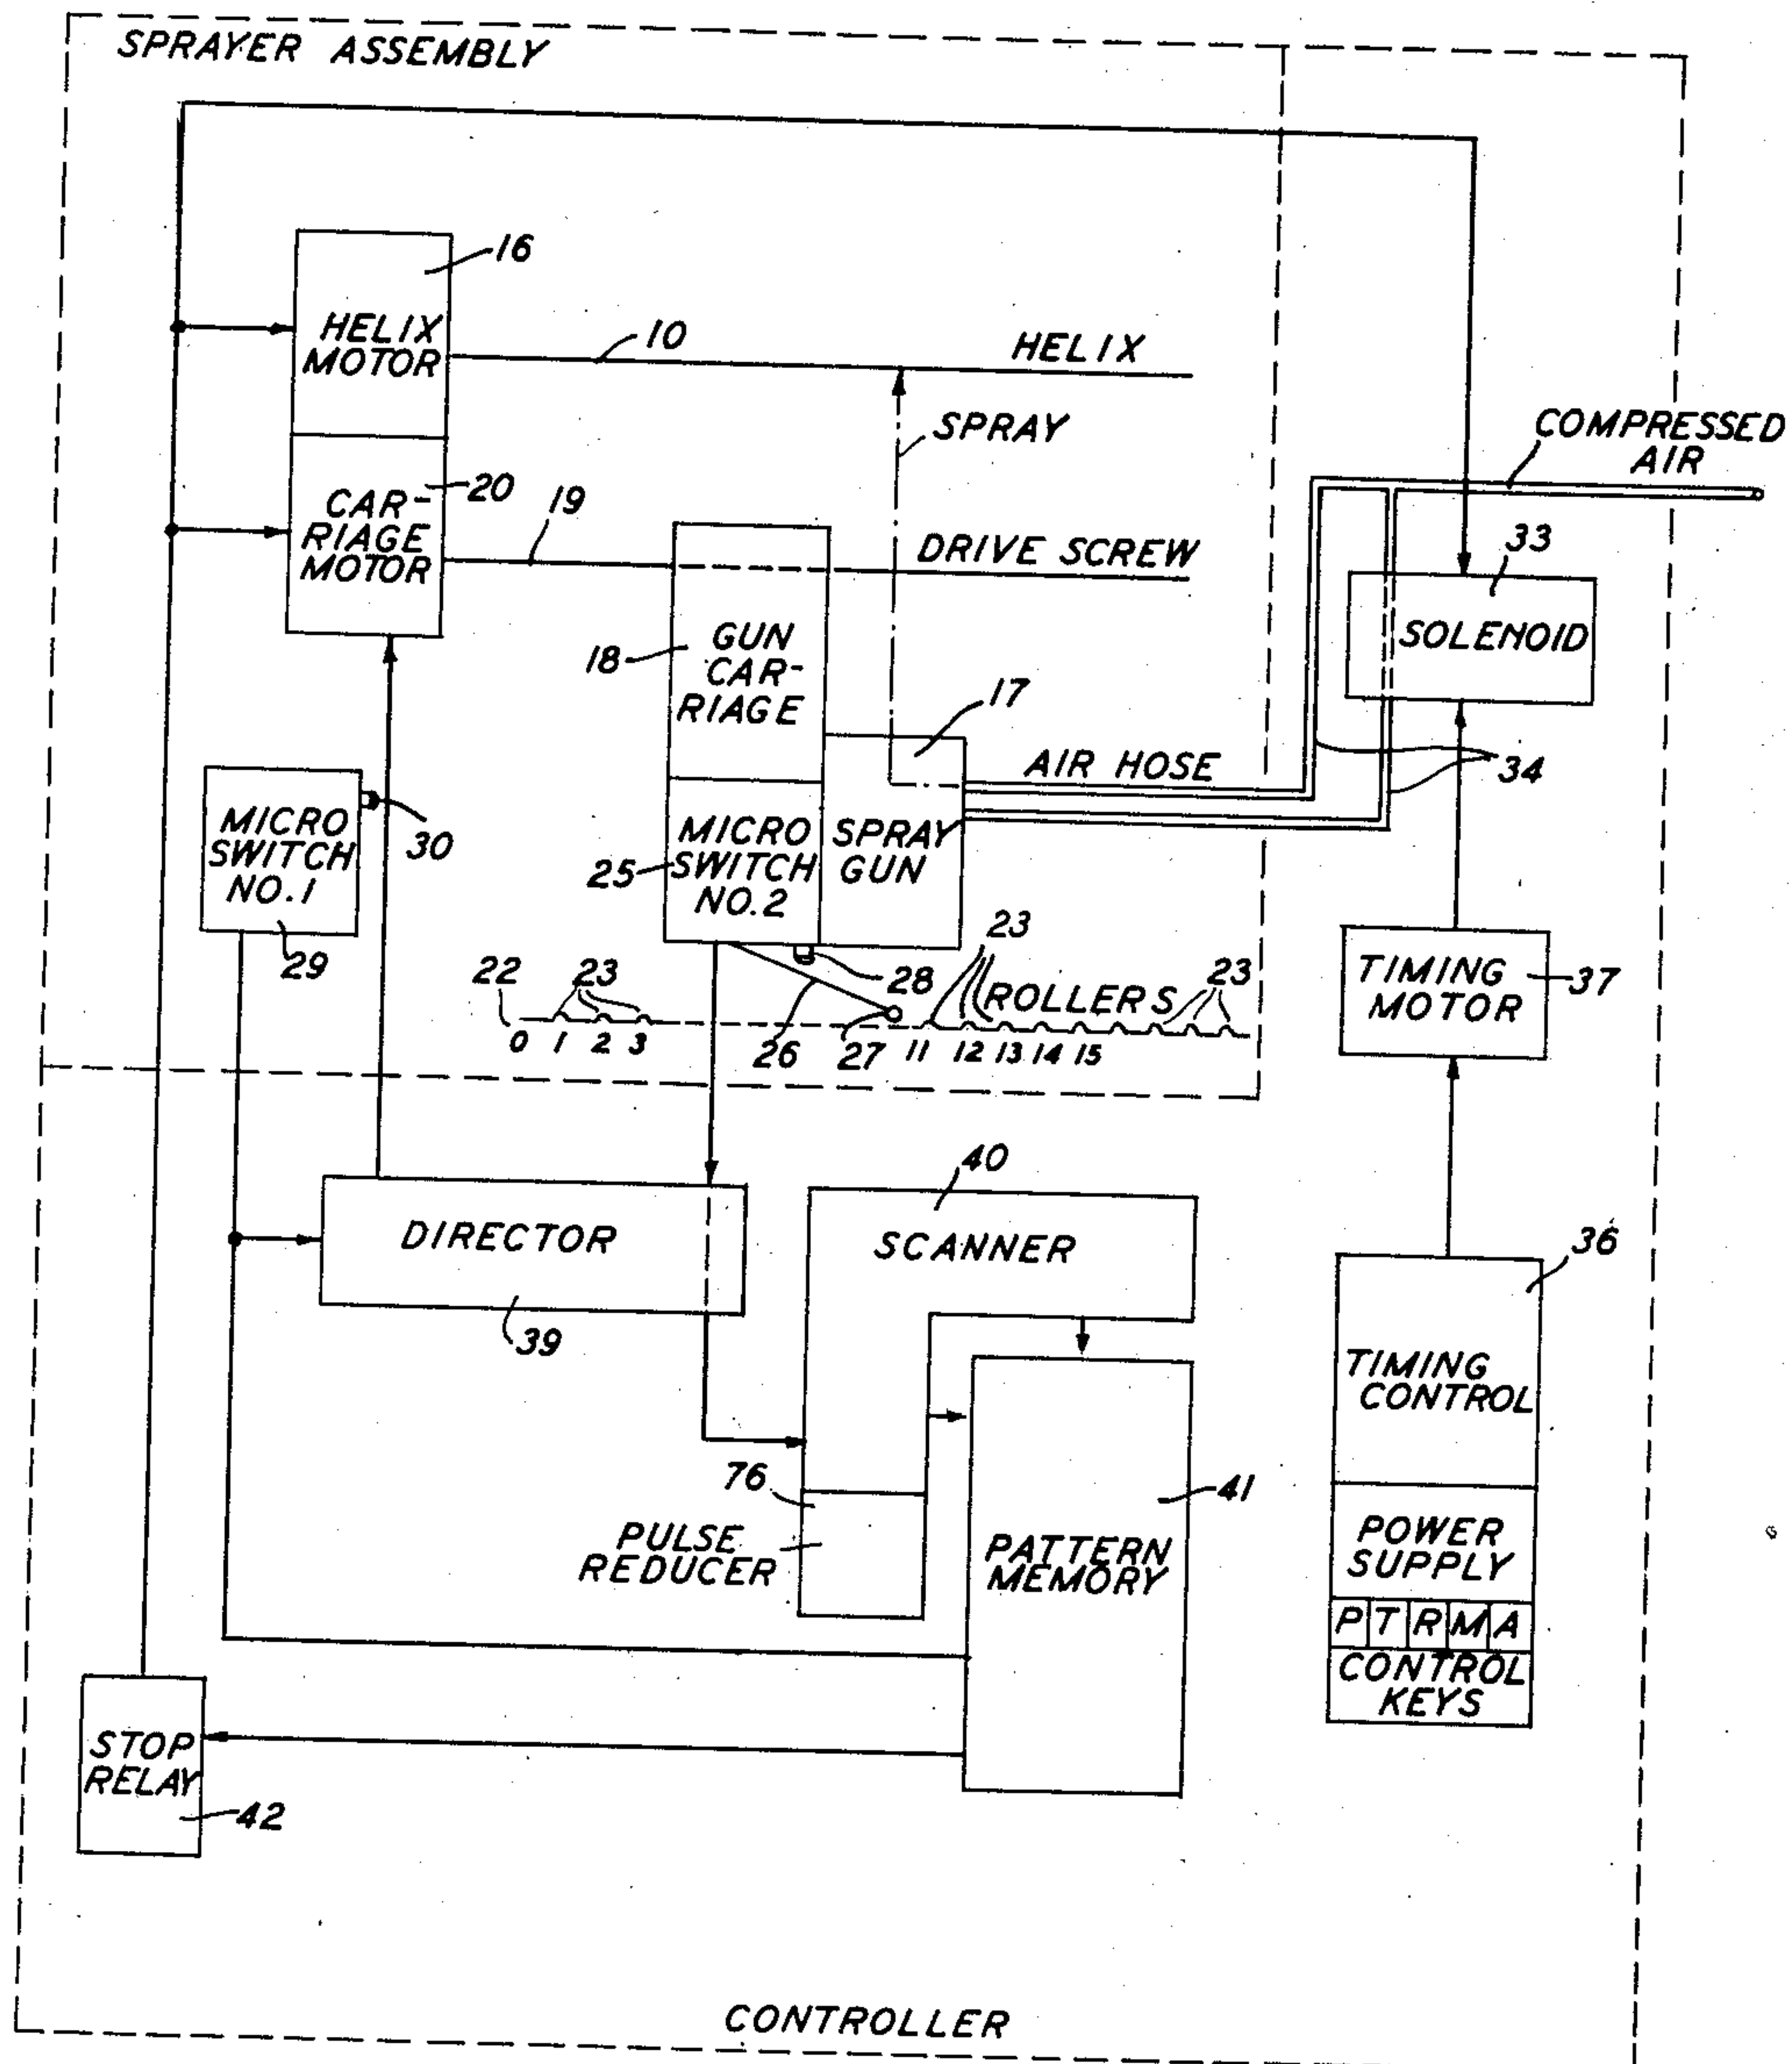 SPRAYER ASSEMBLY
16
HELIX
MOTOR
10
HELIX
SPRAY
COMPRESSED
AIR
20
CAR-
RIAGE
MOTOR
19
DRIVE SCREW
33
SOLENOID
18
GUN
CAR-
RIAGE
17
AIR HOSE
34
MICRO
SWITCH
NO.1
30
29
25
MICRO
SWITCH
NO.2
SPRAY
GUN
28
23
22
23
ROLLERS
23
0 1 2 3
26
27
11 12 13 14 15
TIMING
MOTOR
37
DIRECTOR
39
40
SCANNER
36
TIMING
CONTROL
76
PULSE
REDUCER
41
PATTERN
MEMORY
POWER
SUPPLY
P T R M A
CONTROL
KEYS
STOP
RELAY
42
CONTROLLER